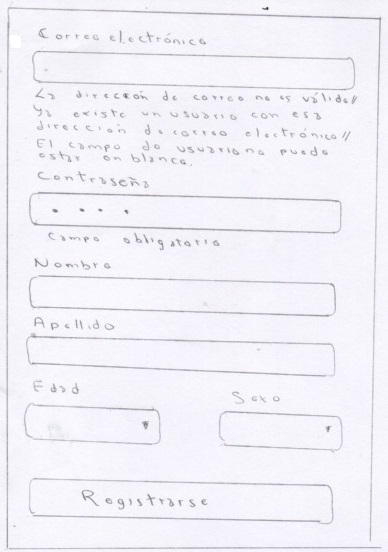 Correo electrónico
La dirección de correo no es válida//
Ya existe un usuario con esa
dirección de correo electrónico//
El campo de usuario no puede
estar en blanco.
Contraseña
Campo obligatorio
Nombre
Apellido
Edad
Sexo
Registrarse